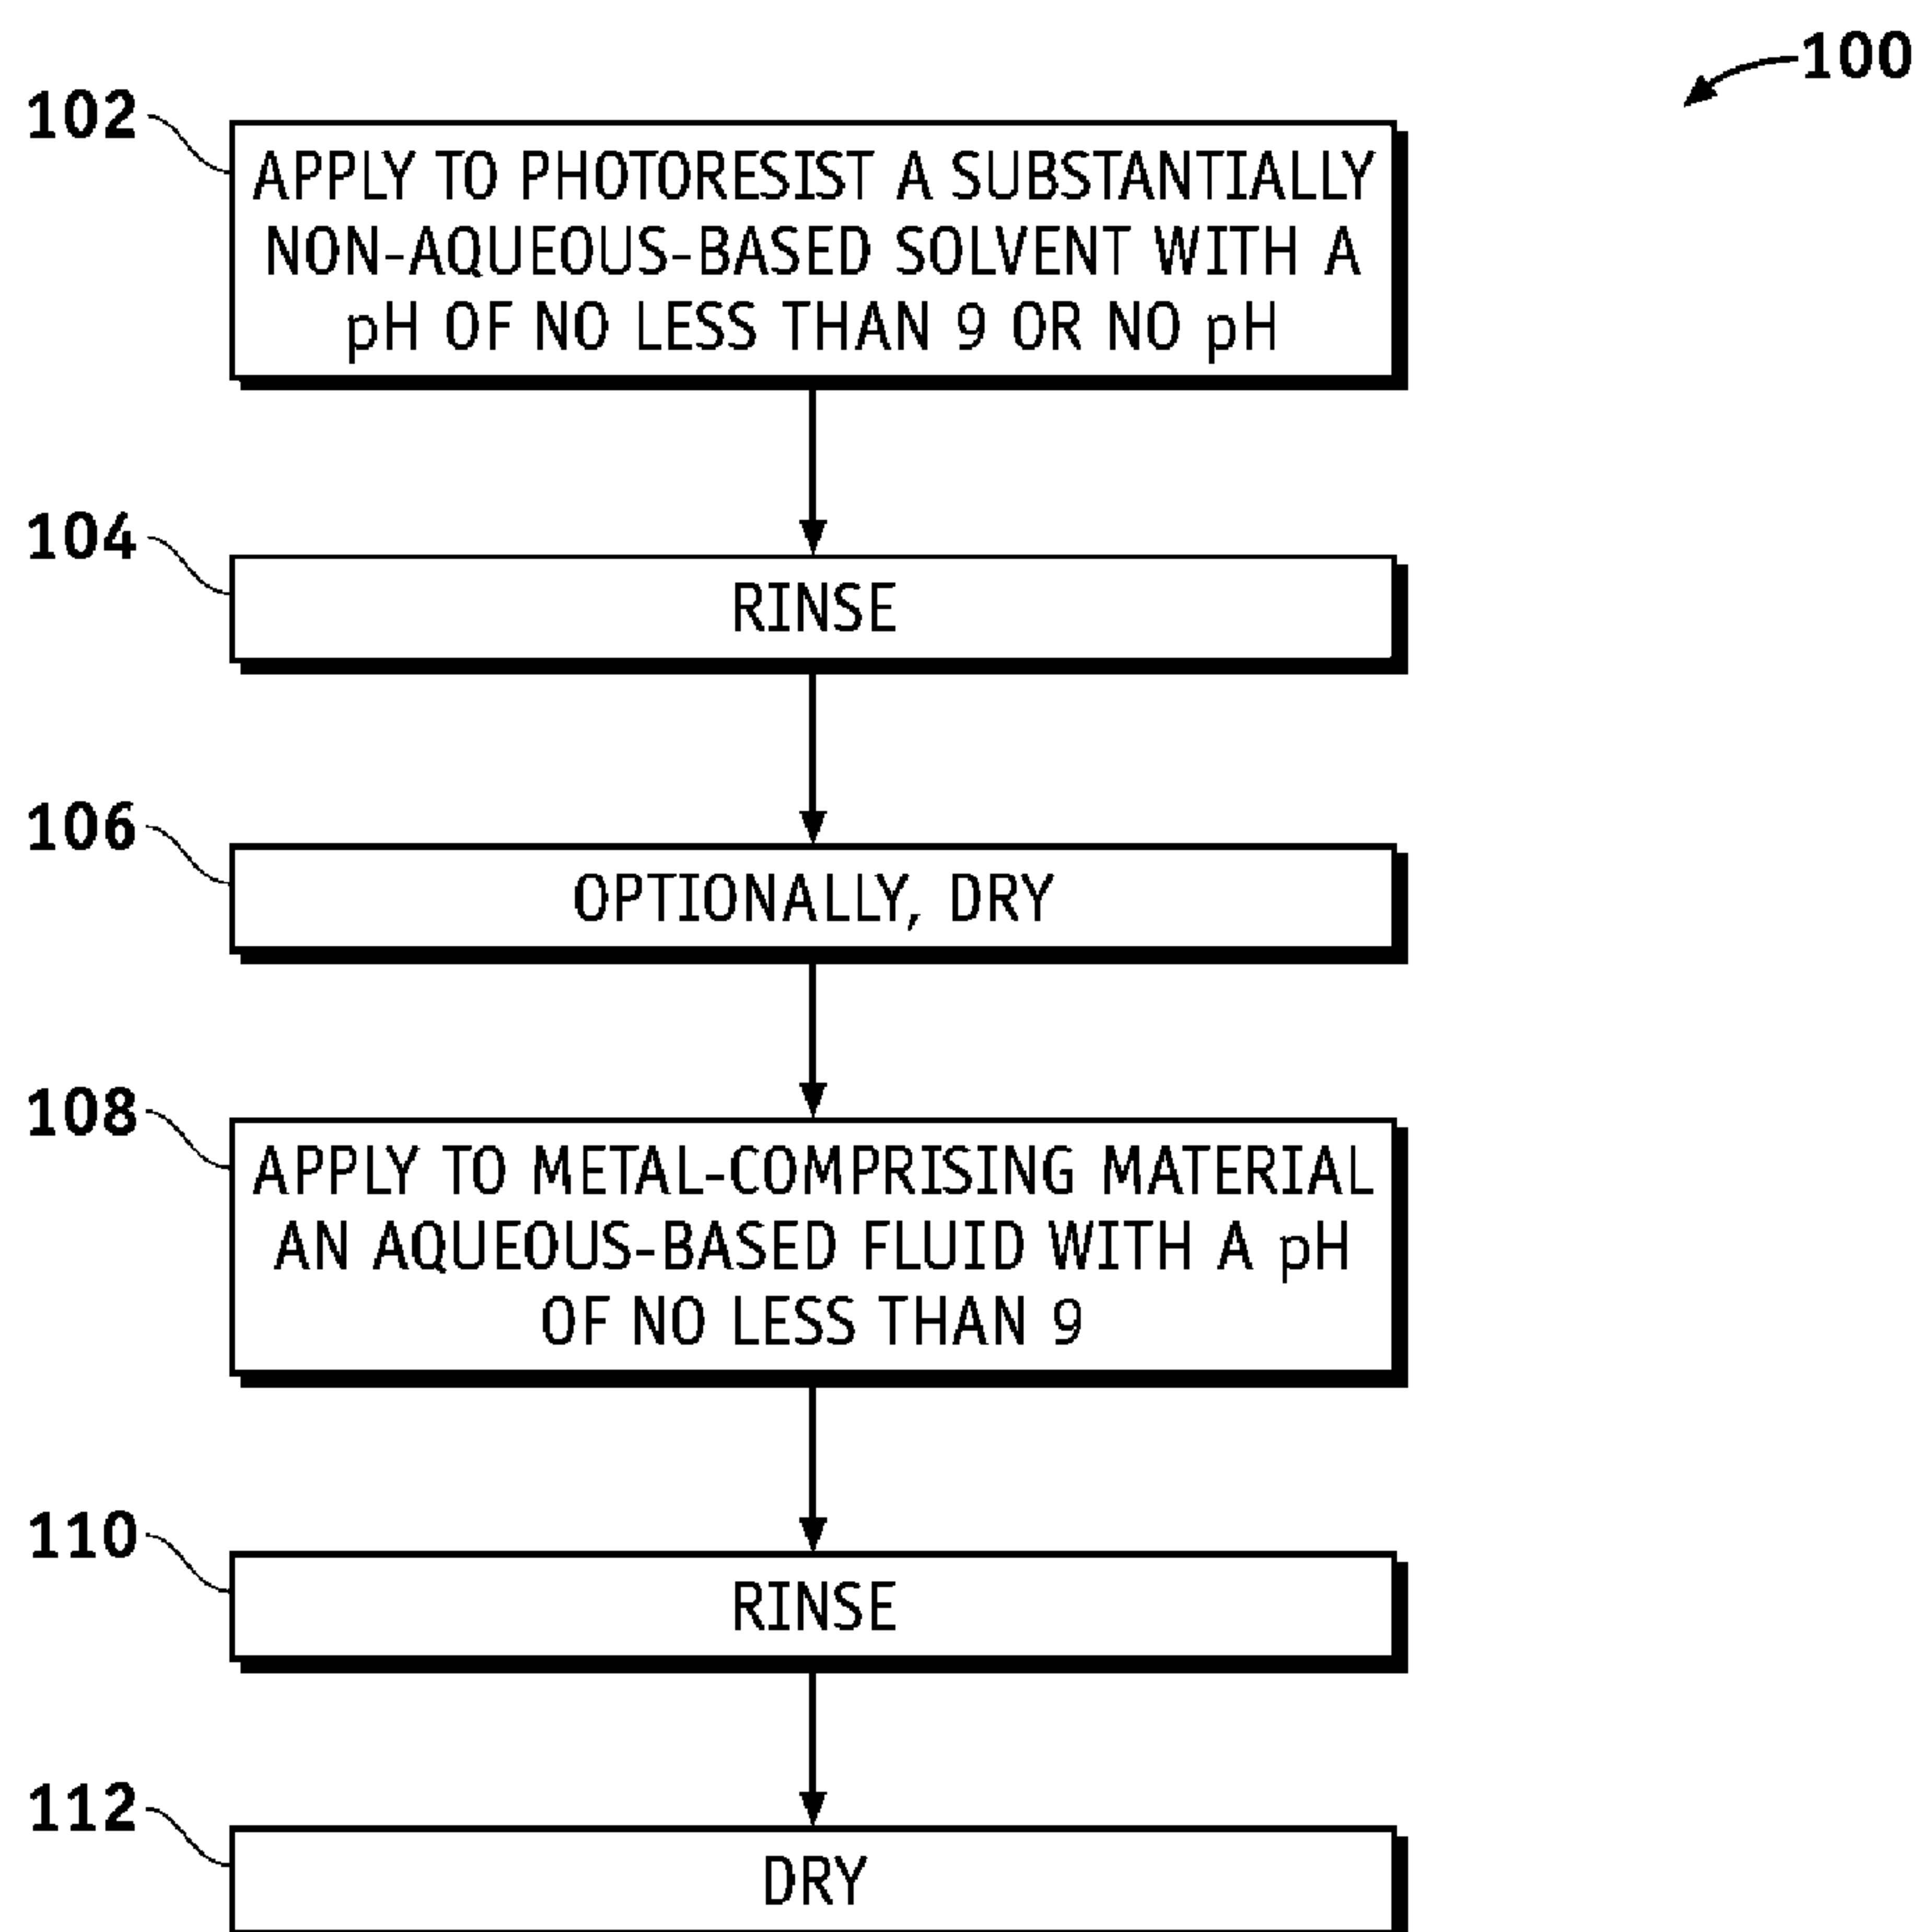 100
102
APPLY TO PHOTORESIST A SUBSTANTIALLY
NON-AQUEOUS-BASED SOLVENT WITH A
pH OF NO LESS THAN 9 OR NO pH
104
RINSE
106
OPTIONALLY, DRY
108
APPLY TO METAL-COMPRISING MATERIAL
AN AQUEOUS-BASED FLUID WITH A pH
OF NO LESS THAN 9
110
RINSE
112
DRY